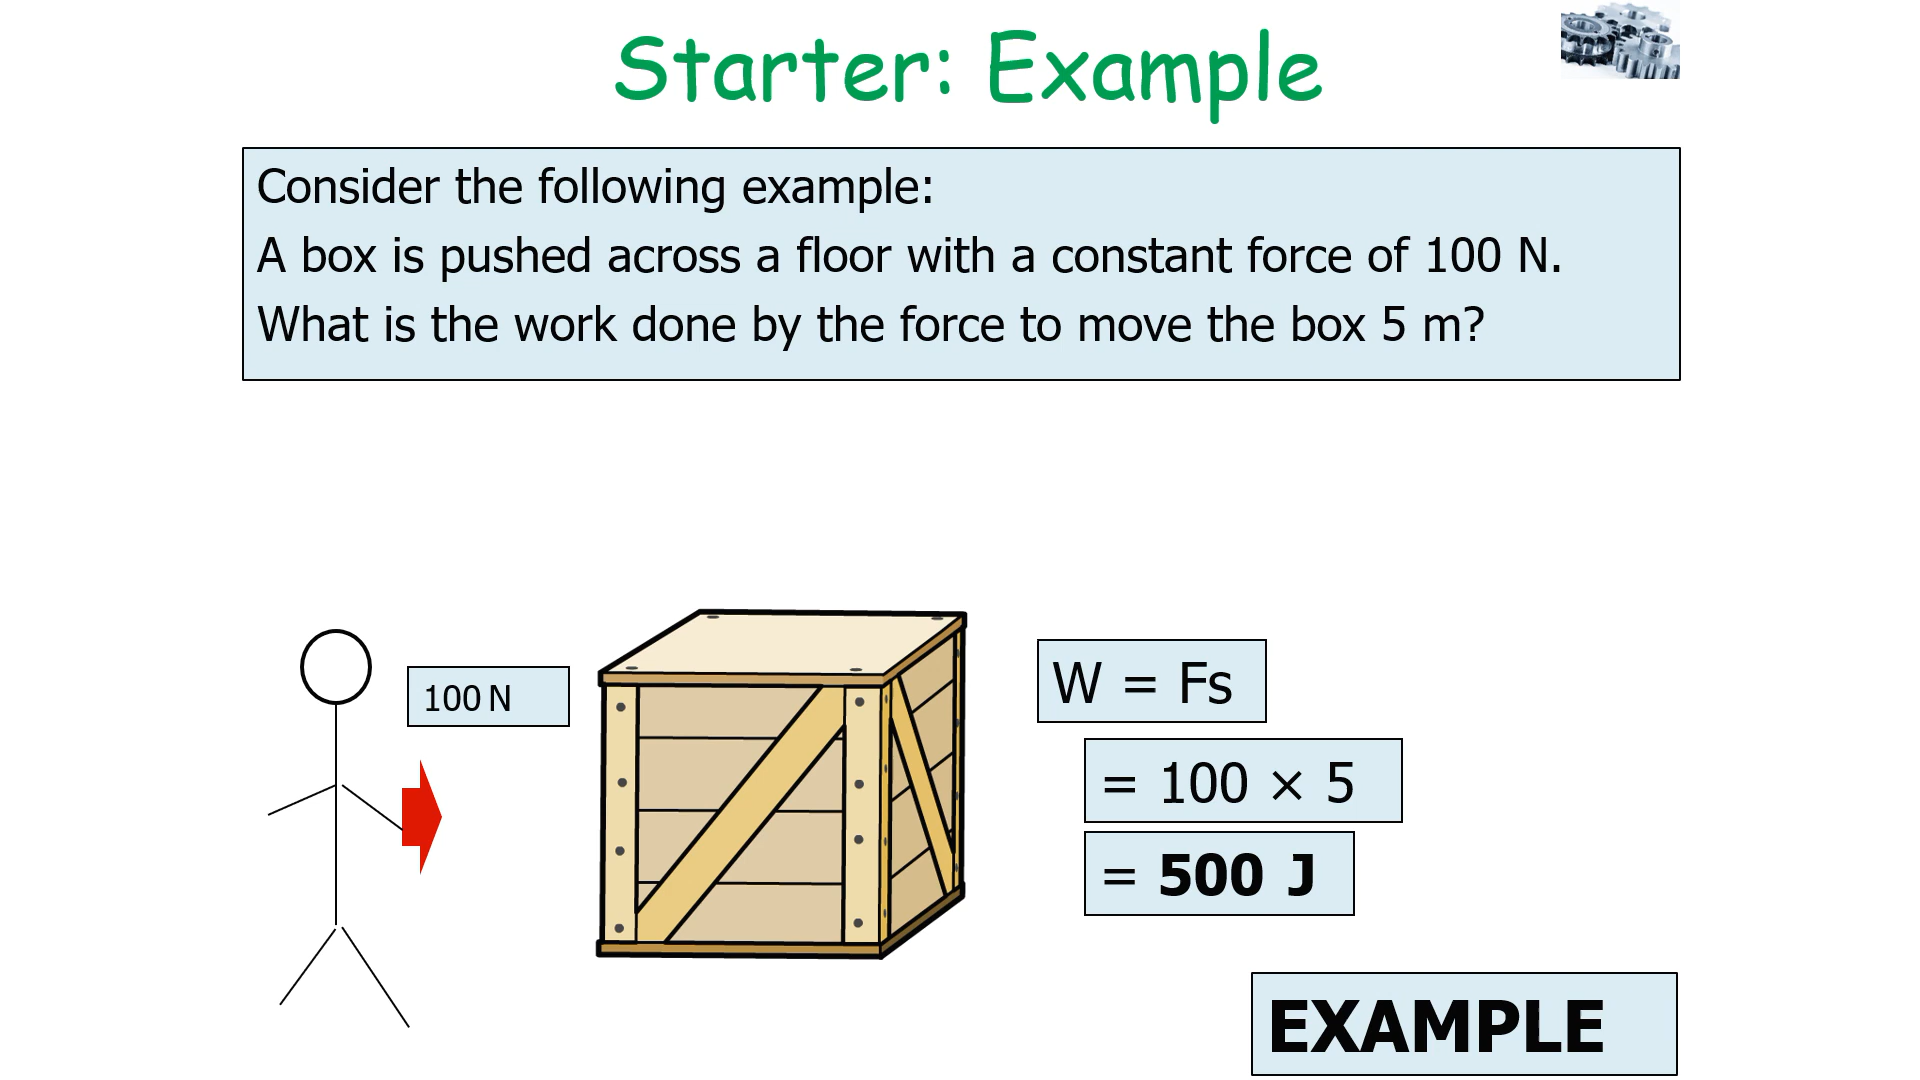 Starter: Example
Consider the following example:
A box is pushed across a floor with a constant force of 100 N.
What is the work done by the force to move the box 5 m?
100 N
W = Fs
= 100 × 5
= 500 J
EXAMPLE